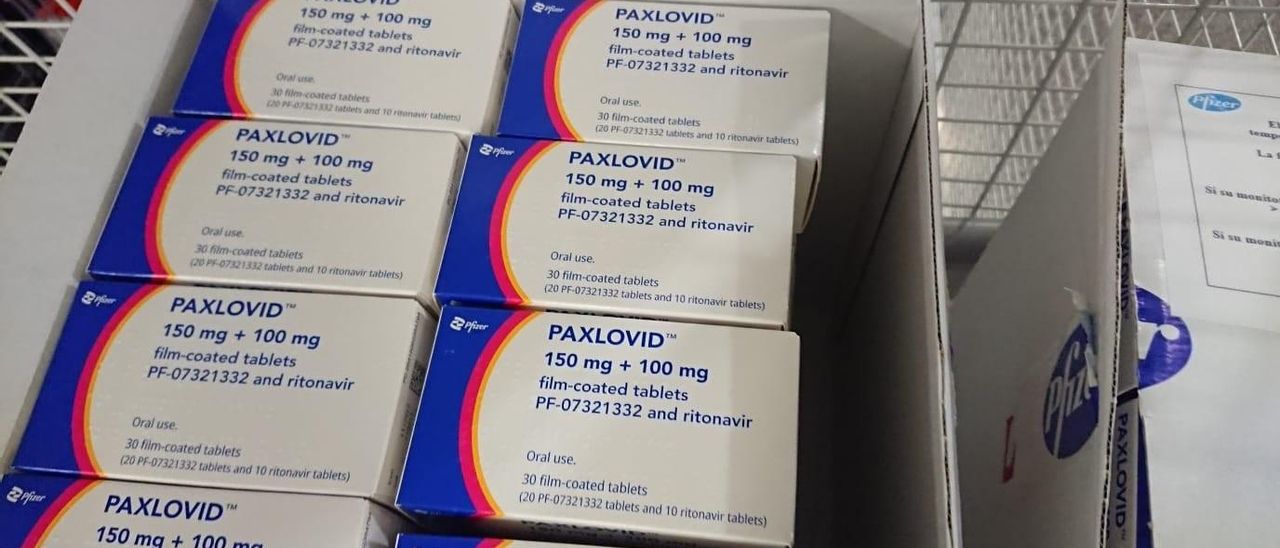 PAXLOVID
150 mg + 100 mg
film-coated tablets
PF-07321332 and ritonavir
Oral use.
30 film-coated tablets
(20 PF-07321332 tablets and 10 ritonavir tablets)
Pfizer
PAXLOVID™
150 mg + 100 mg
film-coated tablets
PF-07321332 and ritonavir
Oral use.
30 film-coated tablets
(20 PF-07321332 tablets and 10 ritonavir tablets)
Pfizer
PAXLOVID™
150 mg + 100 mg
film-coated tablets
PF-07321332 and ritonavir
Oral use.
30 film-coated tablets
(20 PF-07321332 tablets and 10 ritonavir tablets)
Pfizer
PAXLOVID™
150 mg + 100 mg
film-coated tablets
PF-07321332 and ritonavir
Oral use.
30 film-coated tablets
(20 PF-07321332 tablets and 10 ritonavir tablets)
Pfizer
PAXLOVID™
150 mg + 100 mg
film-coated tablets
PF-07321332 and ritonavir
Oral use.
30 film-coated tablets
(20 PF-07321332 tablets and 10 ritonavir tablets)
Pfizer
PAXLOVID™
150 mg + 100 mg
film-coated tablets
PF-07321332 and ritonavir
Oral use.
30 film-coated tablets
(20 PF-07321332 tablets and 10 ritonavir tablets)
Pfizer
PAXLOVID™
150 mg + 100 mg
Pfizer
PAXLOVID™
Pfizer
La
Si su
Si su